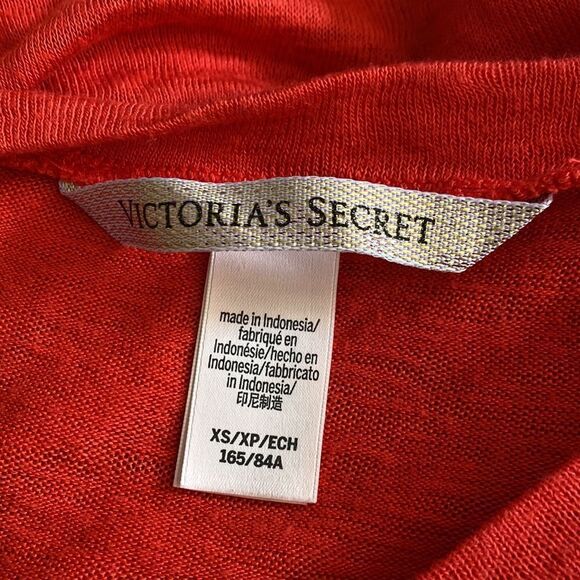 VICTORIA'S SECRET
made in Indonesia/
fabriqué en
Indonésie/hecho en
Indonesia/fabbricato
in Indonesia/
印尼制造
XS/XP/ECH
165/84A